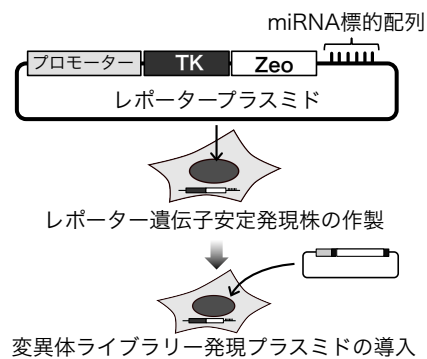 miRNA標的配列
プロモーター TK Zeo
レポータープラスミド
レポーター遺伝子安定発現株の作製
変異体ライブラリー発現プラスミドの導入